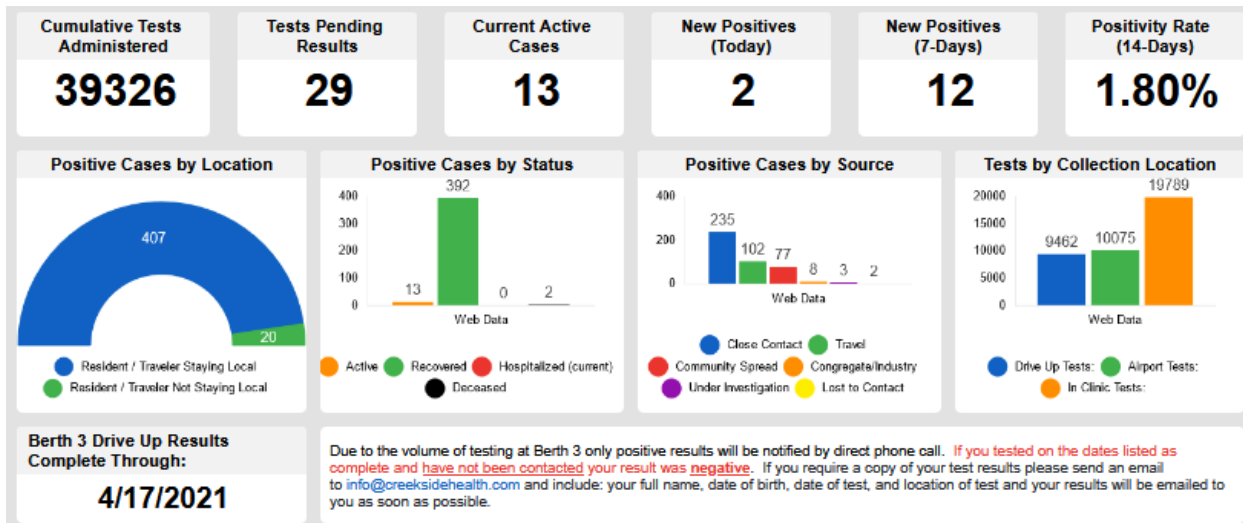 Cumulative Tests
Administered
39326
Tests Pending
Results
29
Current Active
Cases
13
New Positives
(Today)
2
New Positives
(7-Days)
12
Positivity Rate
(14-Days)
1.80%
Positive Cases by Location
407
20
Resident / Traveler Staying Local
Resident / Traveler Not Staying Local
Positive Cases by Status
400
300
200
100
0
13
392
0
2
Web Data
Active Recovered Hospitalized (current)
Deceased
Positive Cases by Source
400
200
0
235
102
77
8
3
2
Web Data
Close Contact Travel
Community Spread Congregate/Industry
Under Investigation Lost to Contact
Tests by Collection Location
20000
15000
10000
5000
0
9462
10075
19789
Web Data
Drive Up Tests: Airport Tests:
In Clinic Tests:
Berth 3 Drive Up Results
Complete Through:
4/17/2021
Due to the volume of testing at Berth 3 only positive results will be notified by direct phone call. If you tested on the dates listed as
complete and have not been contacted your result was negative. If you require a copy of your test results please send an email
to info@creeksidehealth.com and include: your full name, date of birth, date of test, and location of test and your results will be emailed to
you as soon as possible.